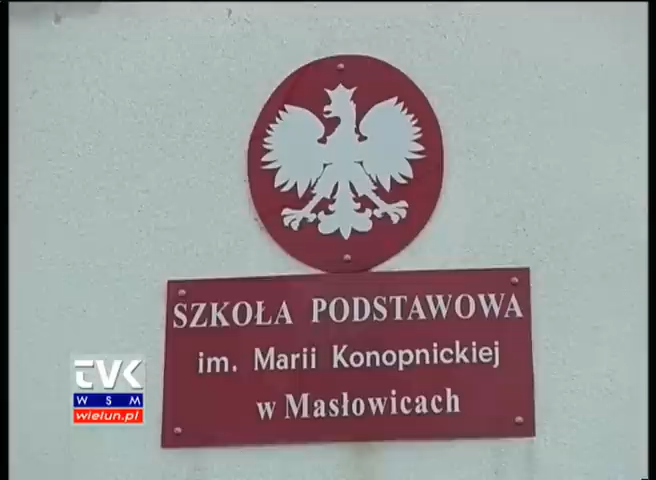 SZKOŁA PODSTAWOWA
im. Marii Konopnickiej
w Masłowicach
TVK
WSM
wielun.pl